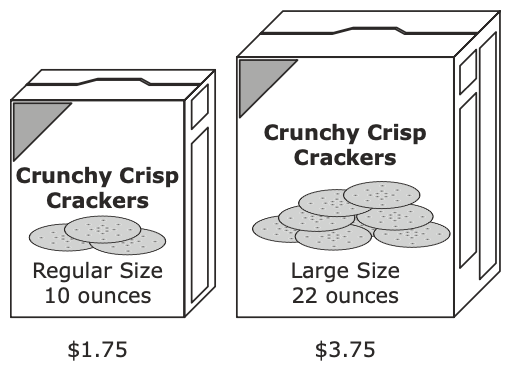 Crunchy Crisp
Crackers
Regular Size
10 ounces
$1.75
Crunchy Crisp
Crackers
Large Size
22 ounces
$3.75